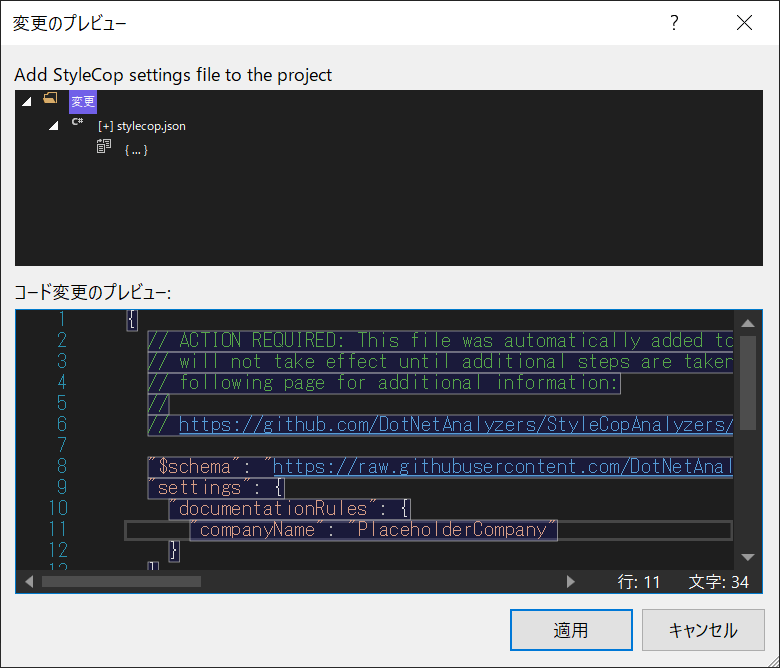 変更のプレビュー
?
Add StyleCop settings file to the project
変更
C# [+] stylecop.json
{ ... }
コード変更のプレビュー:
1 {
2 // ACTION REQUIRED: This file was automatically added to
3 // will not take effect until additional steps are taken
4 // following page for additional information:
5 //
6 // https://github.com/DotNetAnalyzers/StyleCopAnalyzers/
7
8 "$schema": "https://raw.githubusercontent.com/DotNetAnal
9 "settings": {
10 "documentationRules": {
11 "companyName": "PlaceholderCompany"
12 }
行: 11 文字: 34
適用 キャンセル